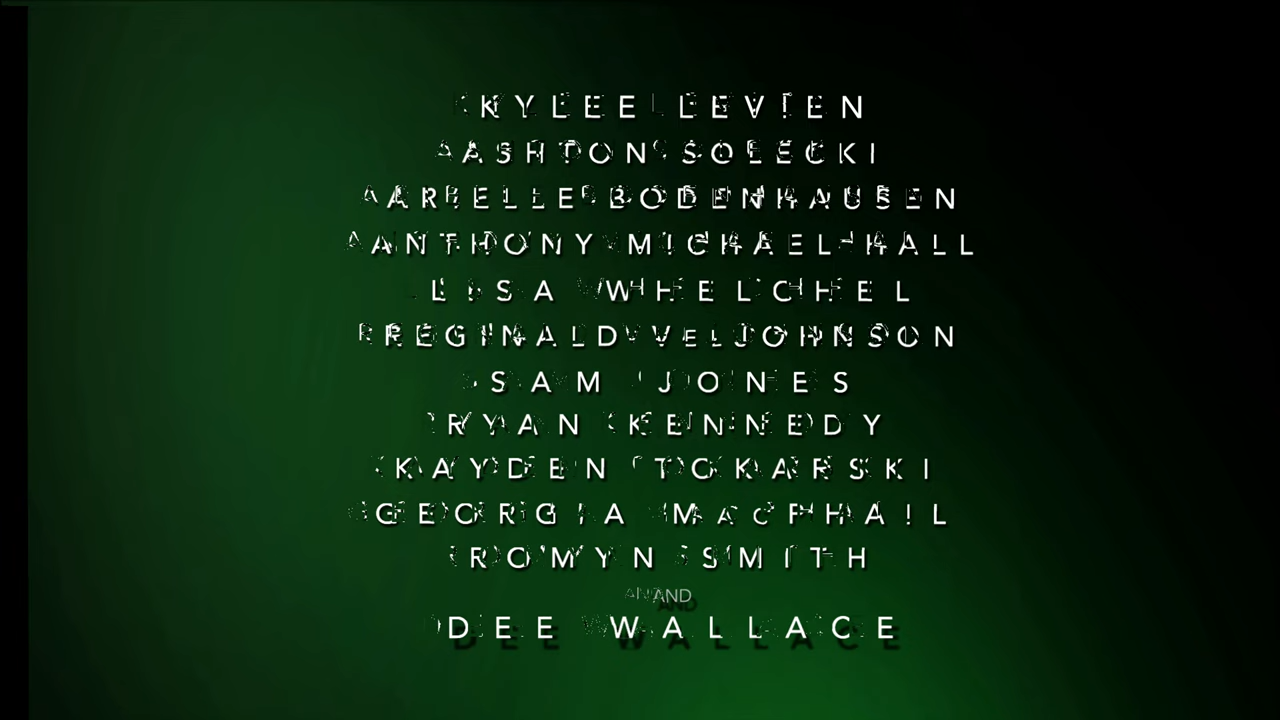 KYLEE LEVIEN
ASHTON SOLECKI
ARIELLE BODENHAUSEN
ANTHONY MICHAEL HALL
LISA WHELCHEL
REGINALD VELJOHNSON
SAM JONES
RYAN KENNEDY
KAYDEN TOKARSKI
GEORGIA MACPHAIL
ROMYN SMITH
AND
DEE WALLACE